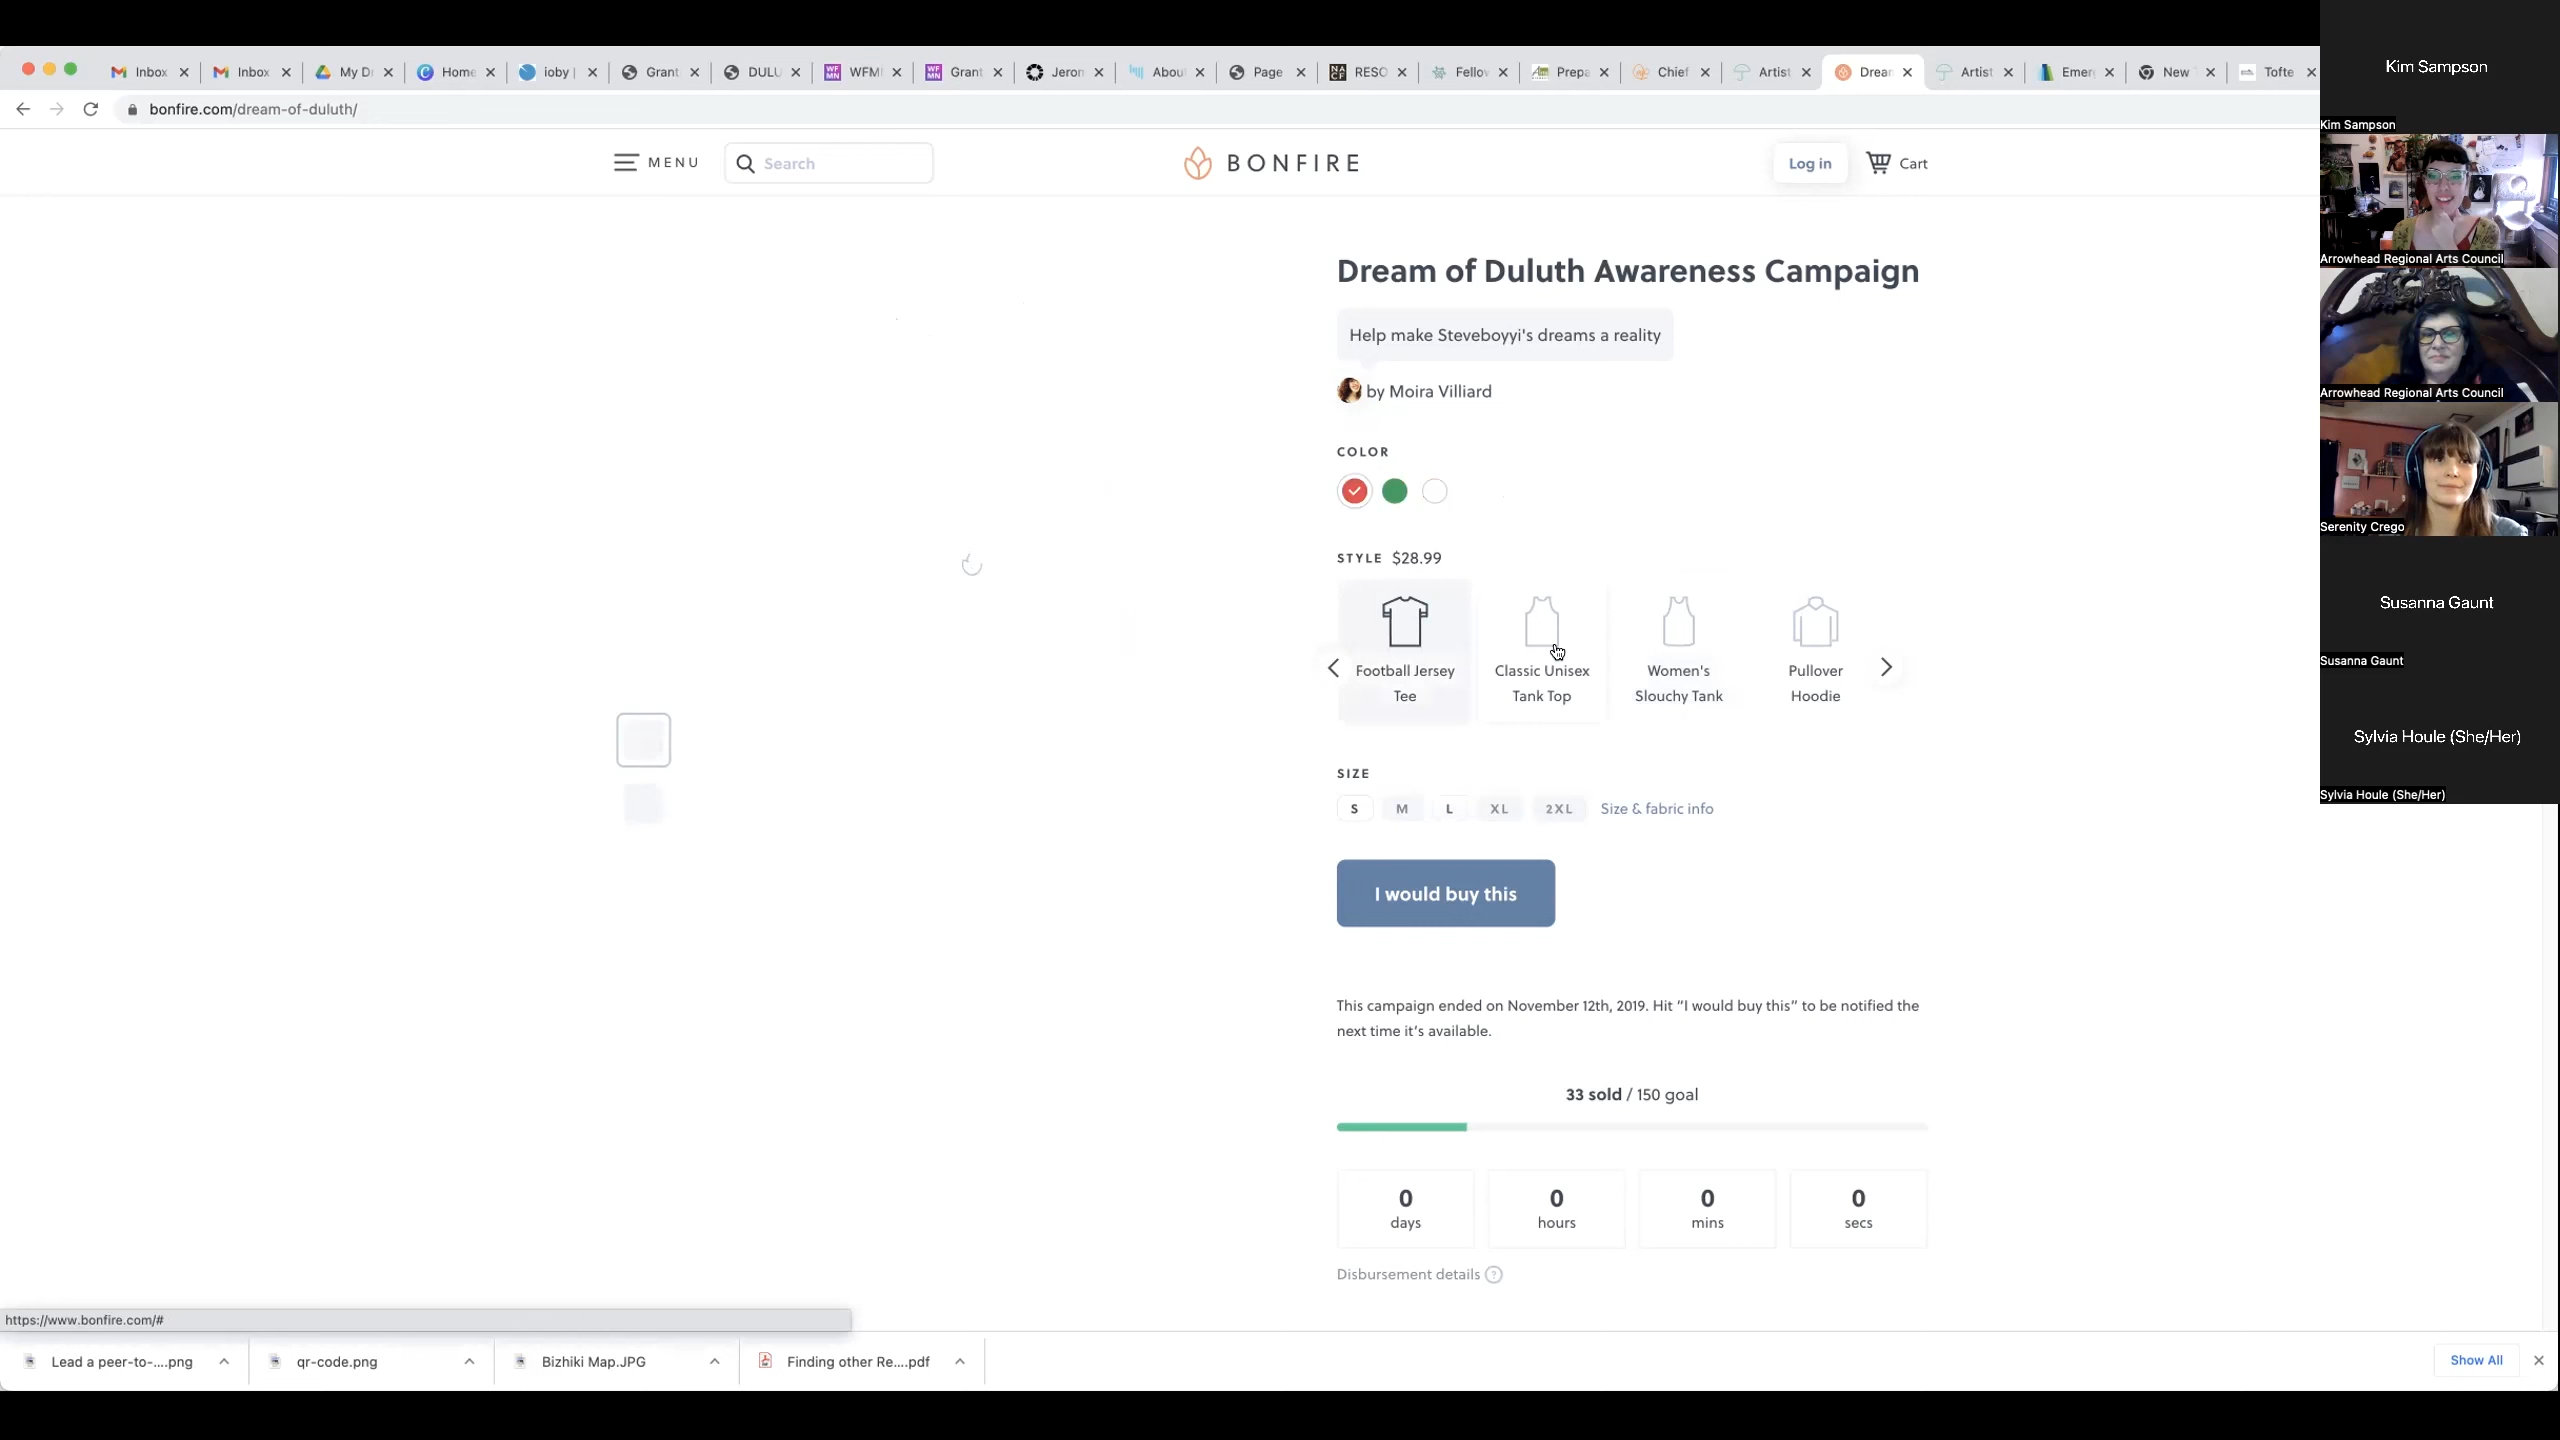 Inbox
Inbox
My Dr
Home
ioby |
Grant
DULU
WFMN
Grant
Jerom
Abou
Page
RESO
Fellov
Prepa
Chief
Artist
Drear
Artist
Emer
New
Tofte
bonfire.com/dream-of-duluth/
MENU
Search
BONFIRE
Log in
Cart
Dream of Duluth Awareness Campaign
Help make Steveboyyi's dreams a reality
by Moira Villiard
COLOR
STYLE $28.99
Football Jersey
Tee
Classic Unisex
Tank Top
Women's
Slouchy Tank
Pullover
Hoodie
SIZE
S M L XL 2XL Size & fabric info
I would buy this
This campaign ended on November 12th, 2019. Hit "I would buy this" to be notified the
next time it's available.
33 sold / 150 goal
0
days
0
hours
0
mins
0
secs
Disbursement details ?
https://www.bonfire.com/#
Lead a peer-to-....png
qr-code.png
Bizhiki Map.JPG
Finding other Re....pdf
Show All
Kim Sampson
Kim Sampson
Arrowhead Regional Arts Council
Arrowhead Regional Arts Council
Serenity Crego
Susanna Gaunt
Susanna Gaunt
Sylvia Houle (She/Her)
Sylvia Houle (She/Her)